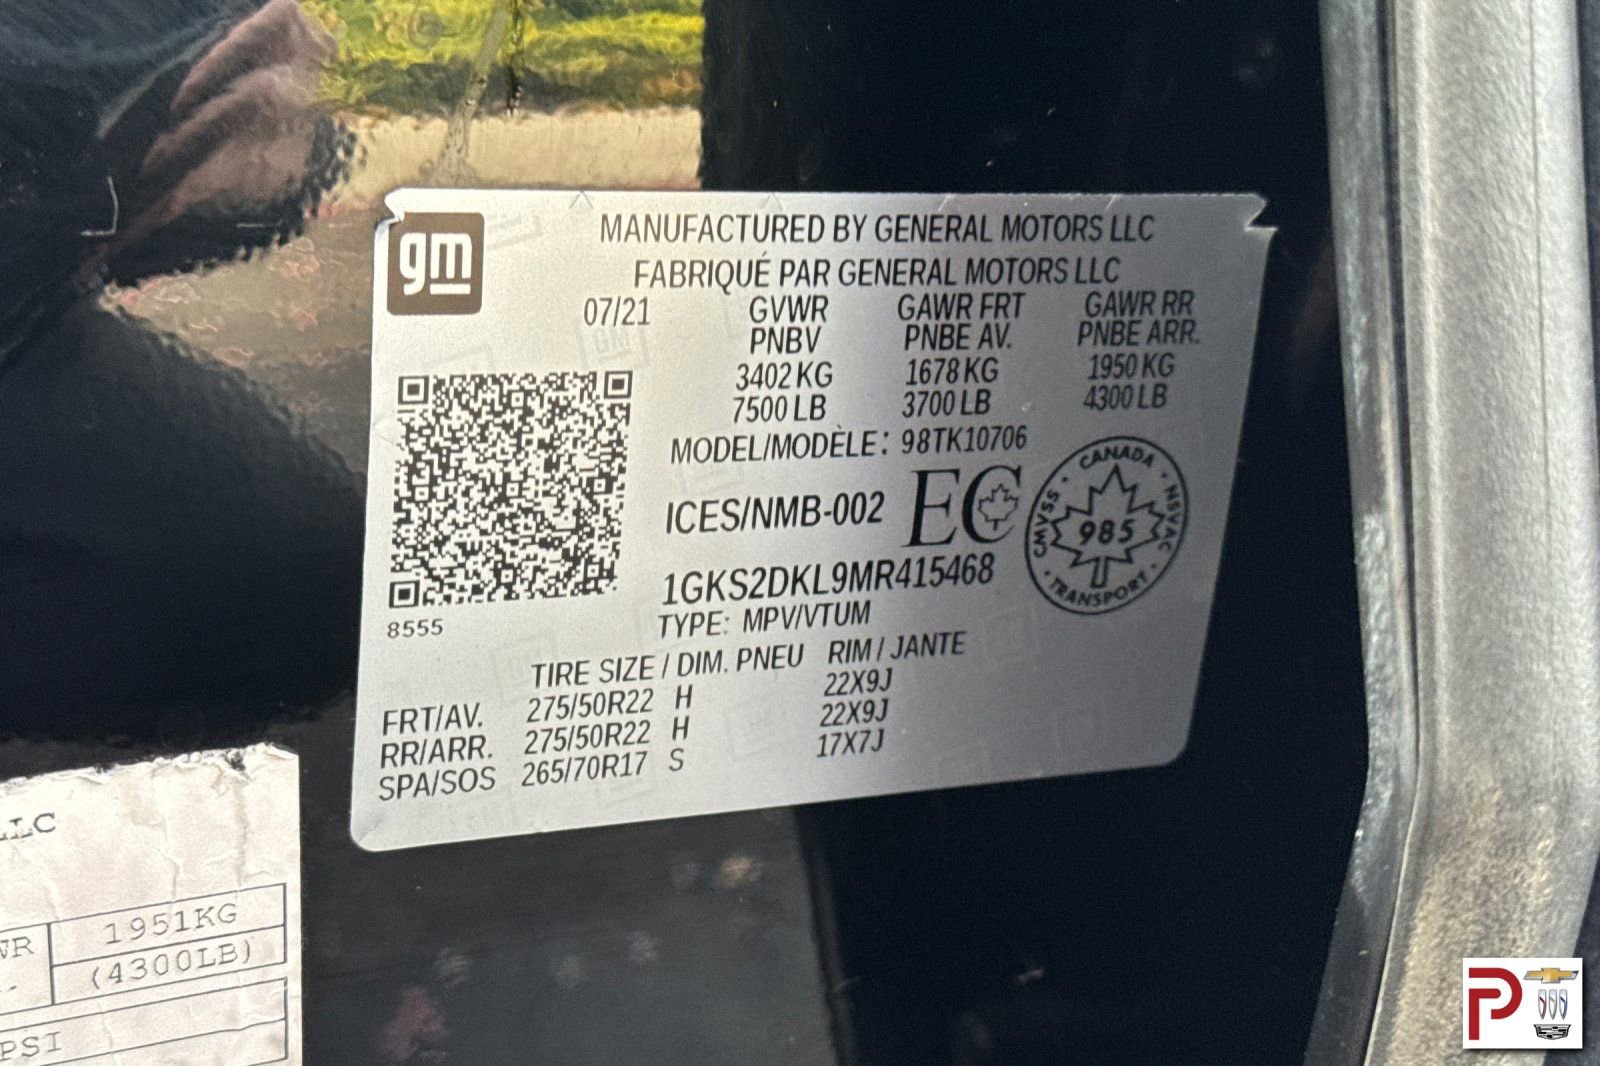 gm
MANUFACTURED BY GENERAL MOTORS LLC
FABRIQUÉ PAR GENERAL MOTORS LLC
07/21 GVWR GAWR FRT GAWR RR
PNBV PNBE AV. PNBE ARR.
3402 KG 1678 KG 1950 KG
7500 LB 3700 LB 4300 LB
MODEL/MODÈLE: 98TK10706
ICES/NMB-002 EC
CANADA
CMVSS NSVAC
985
TRANSPORT
1GKS2DKL9MR415468
8555
TYPE: MPV/VTUM
TIRE SIZE / DIM. PNEU RIM / JANTE
FRT/AV. 275/50R22 H 22X9J
RR/ARR. 275/50R22 H 22X9J
SPA/SOS 265/70R17 S 17X7J
LLC
WR 1951KG
(4300LB)
PSI
P